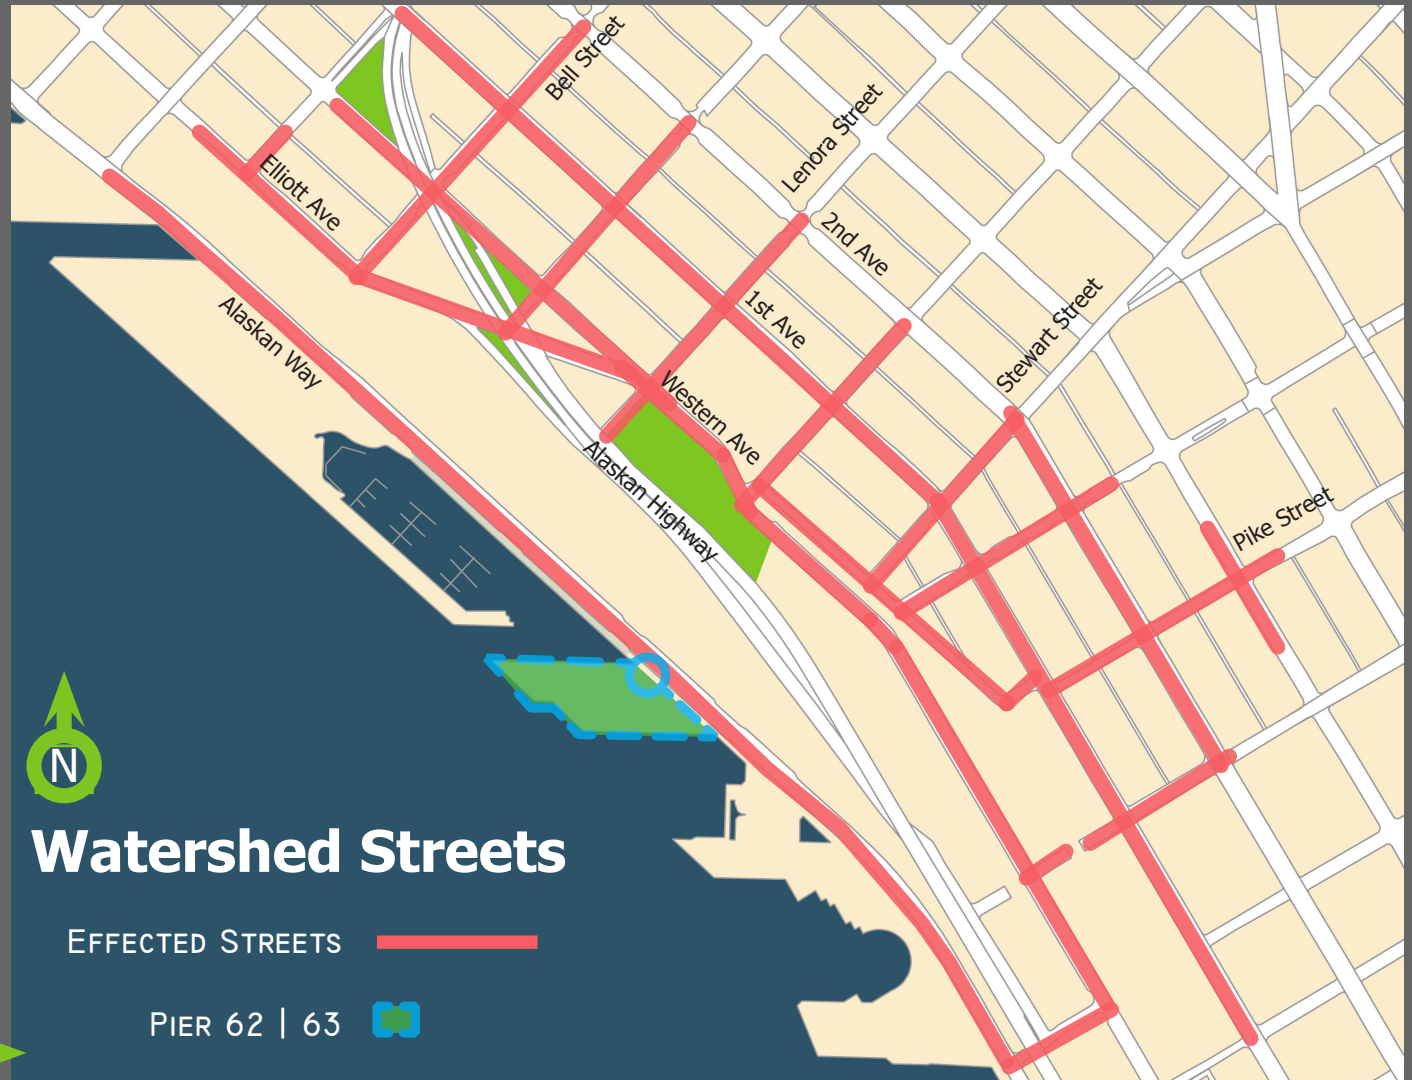 Bell Street
Lenora Street
Elliott Ave
2nd Ave
Alaskan Way
1st Ave
Stewart Street
Western Ave
Alaskan Highway
Pike Street
N
Watershed Streets
Effected Streets
Pier 62 | 63